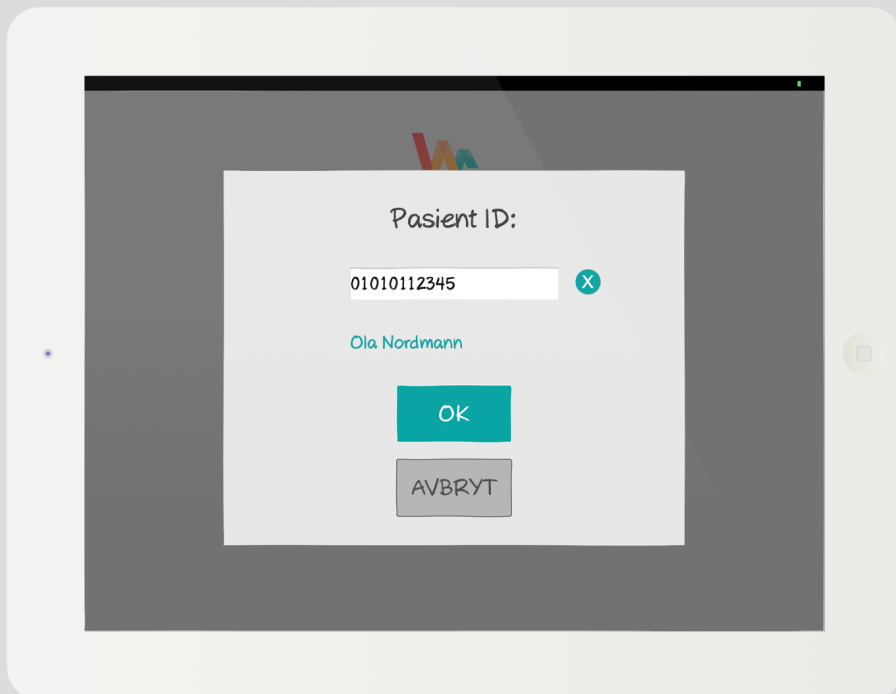 Pasient ID:
01010112345
X
Ola Nordmann
OK
AVBRYT